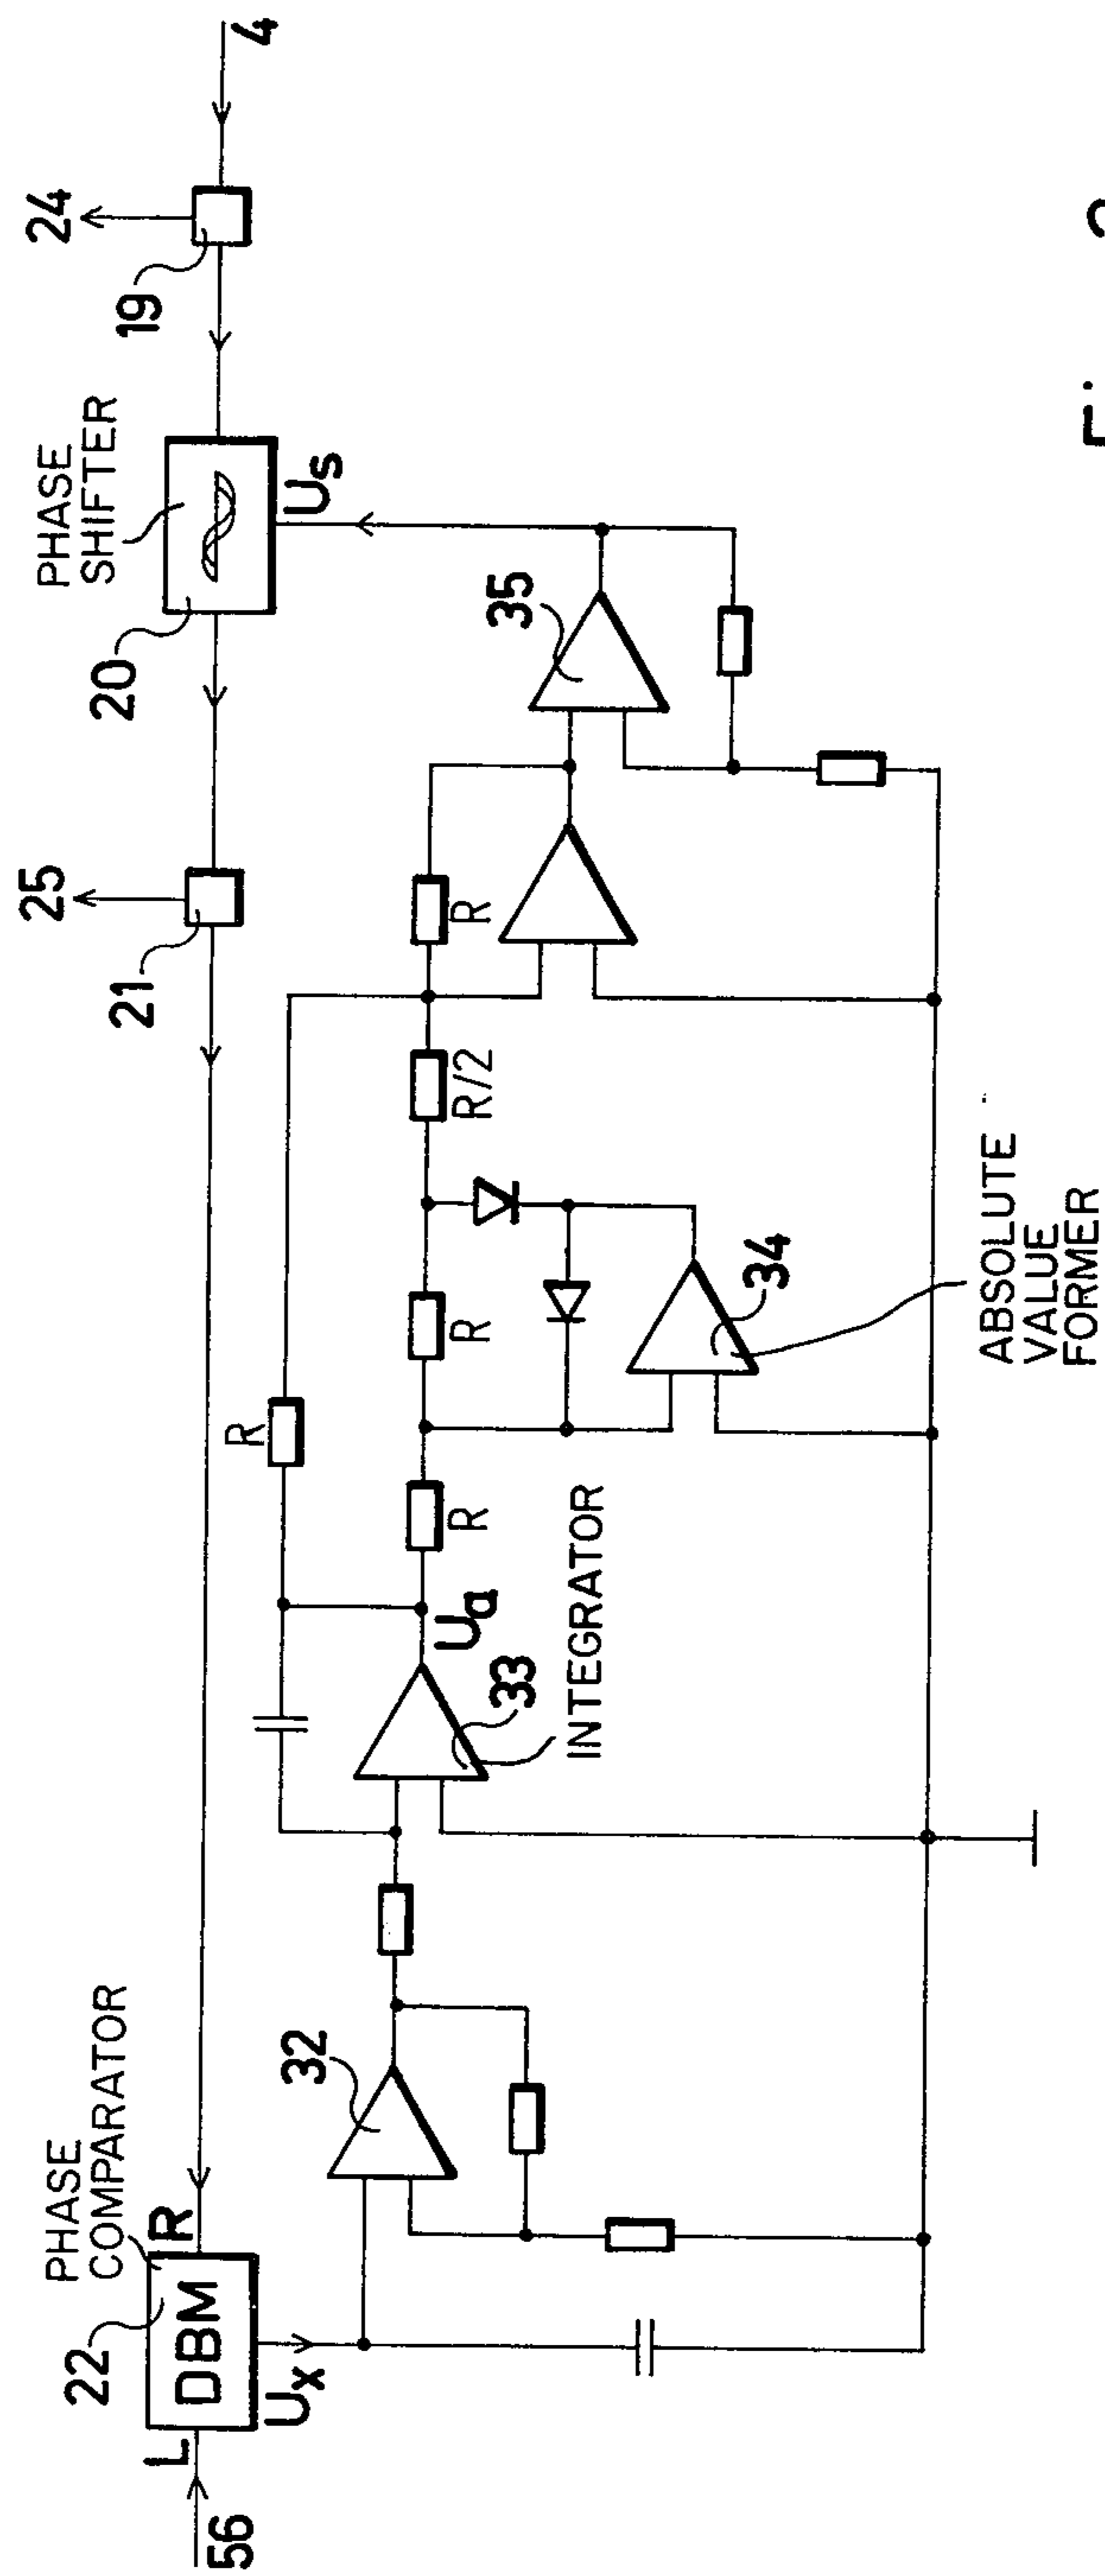 56
L
22
DBM
R
PHASE
COMPARATOR
Ux
32
33
INTEGRATOR
Ua
R
R
R
34
ABSOLUTE
VALUE
FORMER
R/2
R
35
21
25
20
PHASE
SHIFTER
Us
19
24
4